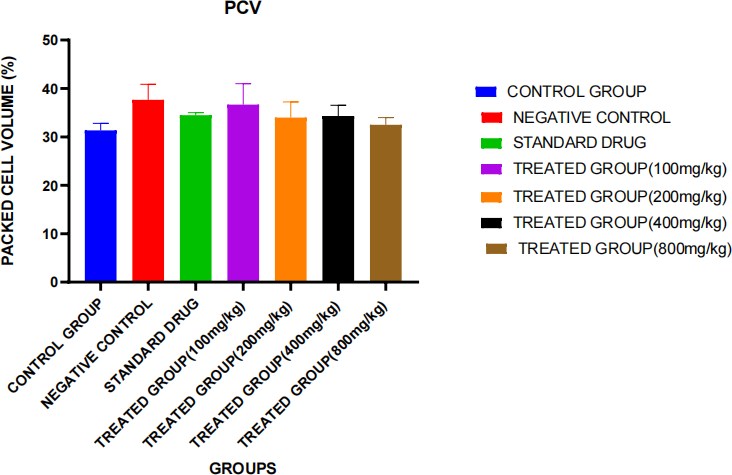 PCV
PACKED CELL VOLUME (%)
50
40
30
20
10
0
CONTROL GROUP
NEGATIVE CONTROL
STANDARD DRUG
TREATED GROUP(100mg/kg)
TREATED GROUP(200mg/kg)
TREATED GROUP(400mg/kg)
TREATED GROUP(800mg/kg)
GROUPS
CONTROL GROUP
NEGATIVE CONTROL
STANDARD DRUG
TREATED GROUP(100mg/kg)
TREATED GROUP(200mg/kg)
TREATED GROUP(400mg/kg)
TREATED GROUP(800mg/kg)